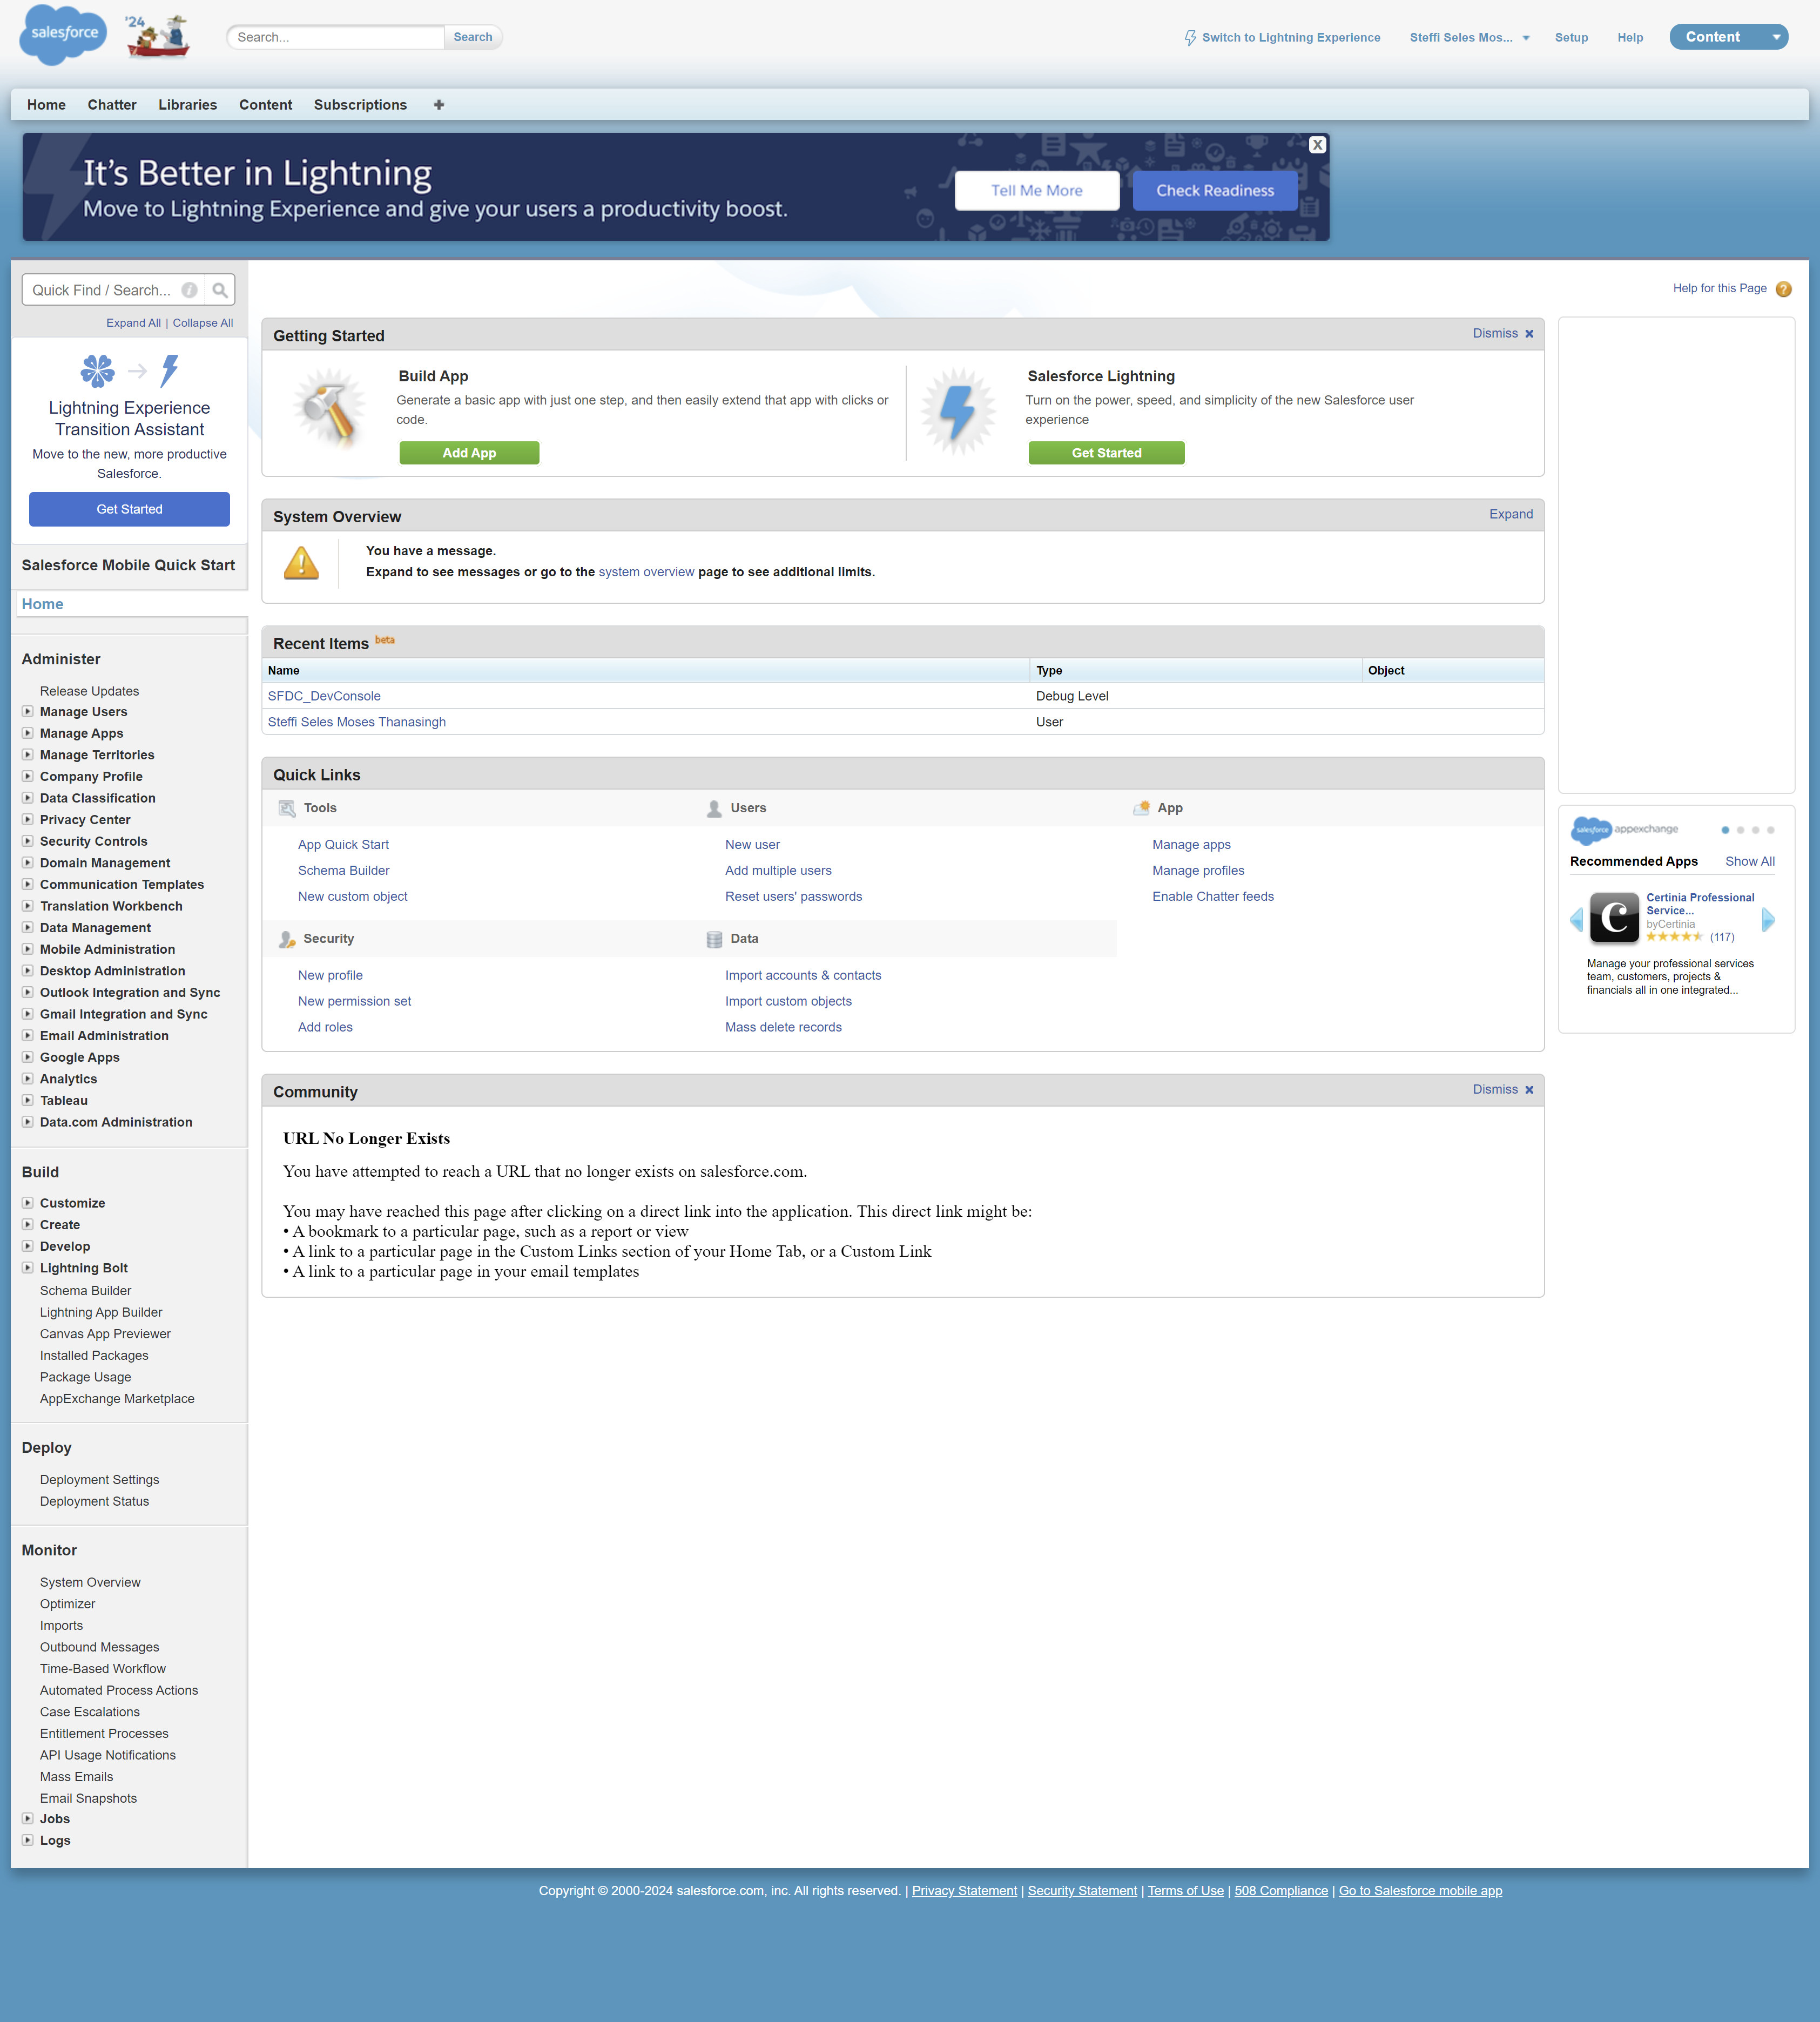 salesforce
'24
Search...
Search
Switch to Lightning Experience
Steffi Seles Mos...
Setup
Help
Content
Home
Chatter
Libraries
Content
Subscriptions
It's Better in Lightning
Move to Lightning Experience and give your users a productivity boost.
Tell Me More
Check Readiness
X
Quick Find / Search...
Expand All | Collapse All
Lightning Experience
Transition Assistant
Move to the new, more productive
Salesforce.
Get Started
Salesforce Mobile Quick Start
Home
Administer
Release Updates
Manage Users
Manage Apps
Manage Territories
Company Profile
Data Classification
Privacy Center
Security Controls
Domain Management
Communication Templates
Translation Workbench
Data Management
Mobile Administration
Desktop Administration
Outlook Integration and Sync
Gmail Integration and Sync
Email Administration
Google Apps
Analytics
Tableau
Data.com Administration
Build
Customize
Create
Develop
Lightning Bolt
Schema Builder
Lightning App Builder
Canvas App Previewer
Installed Packages
Package Usage
AppExchange Marketplace
Deploy
Deployment Settings
Deployment Status
Monitor
System Overview
Optimizer
Imports
Outbound Messages
Time-Based Workflow
Automated Process Actions
Case Escalations
Entitlement Processes
API Usage Notifications
Mass Emails
Email Snapshots
Jobs
Logs
Help for this Page ?
Getting Started
Dismiss
Build App
Generate a basic app with just one step, and then easily extend that app with clicks or
code.
Add App
Salesforce Lightning
Turn on the power, speed, and simplicity of the new Salesforce user
experience
Get Started
System Overview
Expand
You have a message.
Expand to see messages or go to the system overview page to see additional limits.
Recent Items beta
Name Type Object
SFDC_DevConsole Debug Level
Steffi Seles Moses Thanasingh User
Quick Links
Tools
App Quick Start
Schema Builder
New custom object
Users
New user
Add multiple users
Reset users' passwords
App
Manage apps
Manage profiles
Enable Chatter feeds
Security
New profile
New permission set
Add roles
Data
Import accounts & contacts
Import custom objects
Mass delete records
Community
Dismiss
URL No Longer Exists
You have attempted to reach a URL that no longer exists on salesforce.com.
You may have reached this page after clicking on a direct link into the application. This direct link might be:
• A bookmark to a particular page, such as a report or view
• A link to a particular page in the Custom Links section of your Home Tab, or a Custom Link
• A link to a particular page in your email templates
salesforce appexchange
Recommended Apps
Show All
Certinia Professional
Service...
byCertinia
(117)
Manage your professional services
team, customers, projects &
financials all in one integrated...
Copyright © 2000-2024 salesforce.com, inc. All rights reserved. | Privacy Statement | Security Statement | Terms of Use | 508 Compliance | Go to Salesforce mobile app